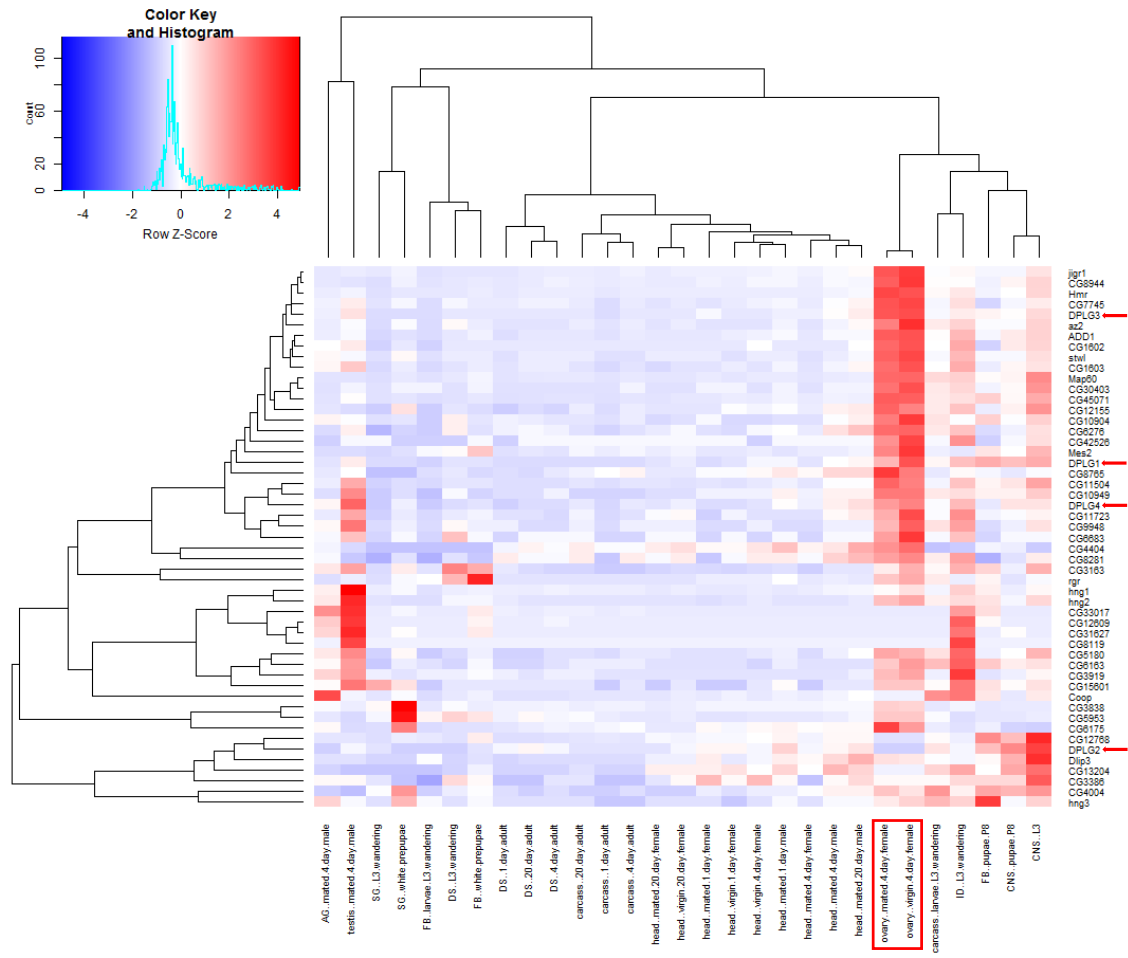 Color Key
and Histogram
Count
0 20 60 100
-4 -2 0 2 4
Row Z-Score
jigr1
CG8944
Hmr
CG7745
DPLG3
az2
ADD1
CG1602
stwl
CG1603
Map60
CG30403
CG45071
CG12155
CG10904
CG6276
CG42526
Mes2
DPLG1
CG8765
CG11504
CG10949
DPLG4
CG11723
CG9948
CG6683
CG4404
CG8281
CG3163
rgr
hng1
hng2
CG33017
CG12609
CG31627
CG8119
CG5180
CG6163
CG3919
CG15601
Coop
CG3838
CG5953
CG6175
CG12768
DPLG2
Dlip3
CG13204
CG3386
CG4004
hng3
AG..mated.4.day.male
testis..mated.4.day.male
SG..L3.wandering
SG..white.prepupae
FB..larvae.L3.wandering
DS...L3.wandering
FB..white.prepupae
DS...1.day.adult
DS...20.day.adult
DS...4.day.adult
carcass...20.day.adult
carcass...1.day.adult
carcass...4.day.adult
head..mated.20.day.female
head...virgin.20.day.female
head..mated.1.day.female
head...virgin.1.day.female
head...virgin.4.day.female
head..mated.1.day.male
head..mated.4.day.female
head..mated.4.day.male
head..mated.20.day.male
ovary...mated.4.day.female
ovary...virgin.4.day.female
carcass...larvae.L3.wandering
ID...L3.wandering
FB...pupae.P8
CNS...pupae.P8
CNS...L3